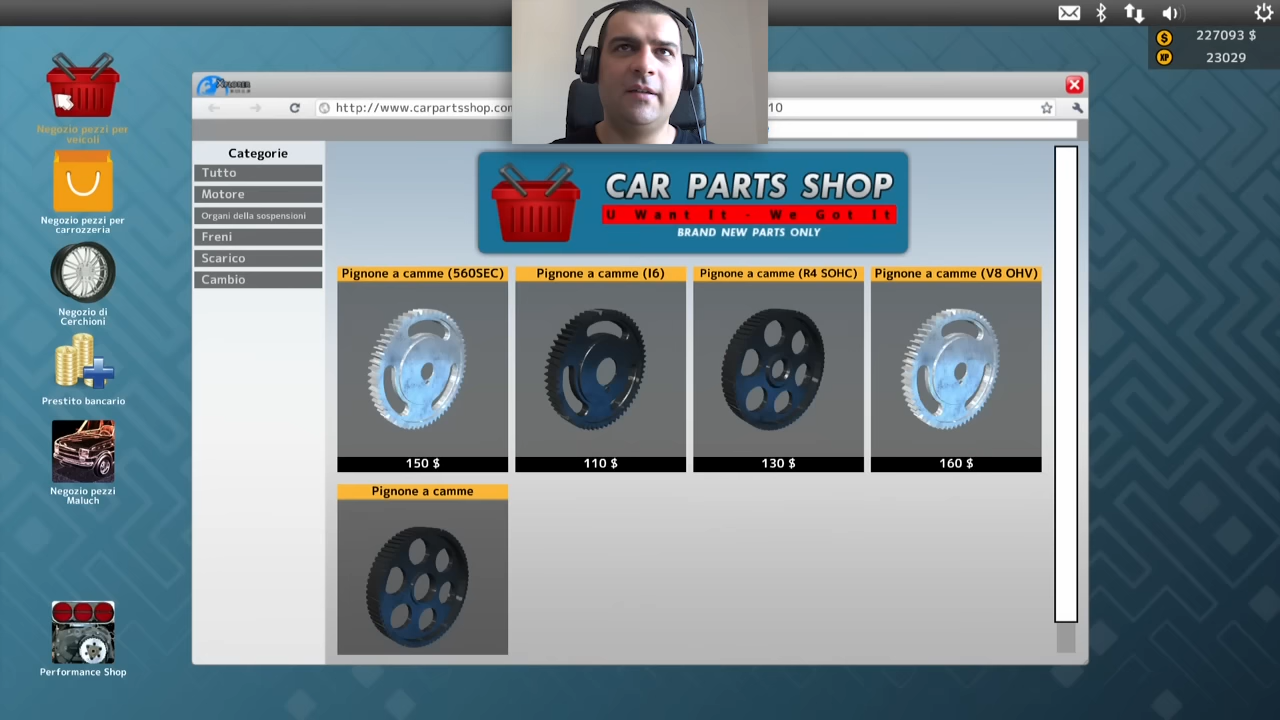 227093 $
23029
Negozio pezzi per
veicoli
Negozio pezzi per
carrozzeria
Negozio di
Cerchioni
Prestito bancario
Negozio pezzi
Maluch
Performance Shop
http://www.carpartsshop.com
10
Categorie
Tutto
Motore
Organi della sospensioni
Freni
Scarico
Cambio
CAR PARTS SHOP
U Want It - We Got It
BRAND NEW PARTS ONLY
Pignone a camme (560SEC)
150 $
Pignone a camme (I6)
110 $
Pignone a camme (R4 SOHC)
130 $
Pignone a camme (V8 OHV)
160 $
Pignone a camme